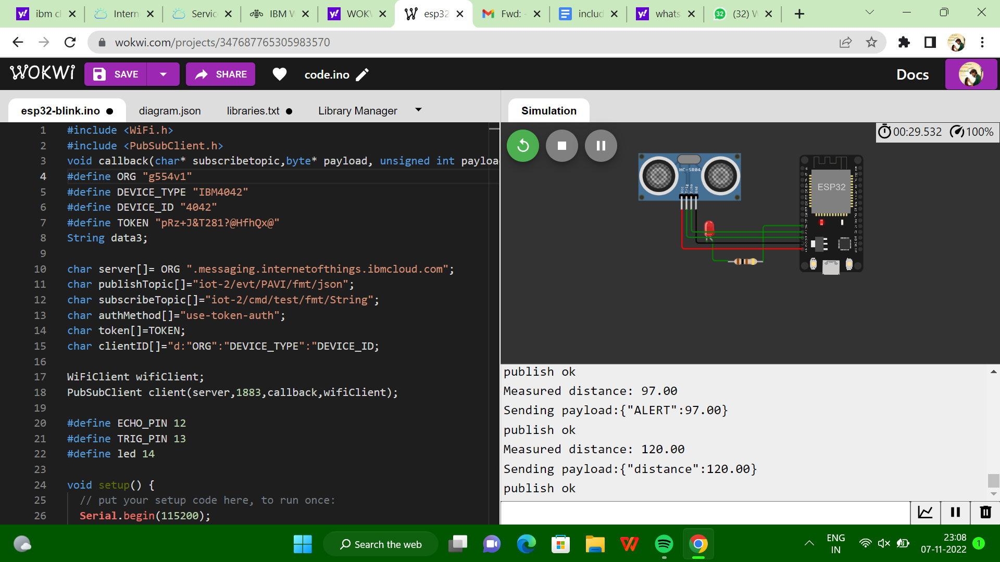 ibm cl
Intern
Servic
IBM W
WOKW
esp32
Fwd: -
includ
whats
32
(32) W
wokwi.com/projects/347687765305983570
WOKWi
SAVE
SHARE
code.ino
Docs
esp32-blink.ino
diagram.json
libraries.txt
Library Manager
1 #include <WiFi.h>
2 #include <PubSubClient.h>
3 void callback(char* subscribetopic,byte* payload, unsigned int payloa
4 #define ORG "g554v1"
5 #define DEVICE_TYPE "IBM4042"
6 #define DEVICE_ID "4042"
7 #define TOKEN "pRz+J&T281?@HfhQx@"
8 String data3;
9
10 char server[]= ORG ".messaging.internetofthings.ibmcloud.com";
11 char publishTopic[]="iot-2/evt/PAVI/fmt/json";
12 char subscribeTopic[]="iot-2/cmd/test/fmt/String";
13 char authMethod[]="use-token-auth";
14 char token[]=TOKEN;
15 char clientID[]="d:"ORG":"DEVICE_TYPE":"DEVICE_ID;
16
17 WiFiClient wifiClient;
18 PubSubClient client(server,1883,callback,wifiClient);
19
20 #define ECHO_PIN 12
21 #define TRIG_PIN 13
22 #define led 14
23
24 void setup() {
25 // put your setup code here, to run once:
26 Serial.begin(115200);
Simulation
00:29.532
100%
HC-SR04
Vcc
Trig
Echo
Gnd
ESP32
publish ok
Measured distance: 97.00
Sending payload:{"ALERT":97.00}
publish ok
Measured distance: 120.00
Sending payload:{"distance":120.00}
publish ok
Search the web
ENG
IN
23:08
07-11-2022
1